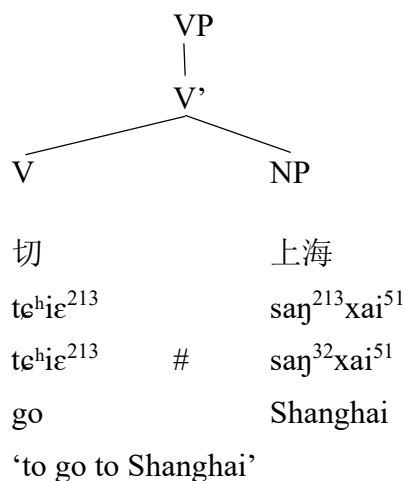 VP
V’
V NP
切 上海
tɕʰiɛ²¹³ saŋ²¹³xai⁵¹
tɕʰiɛ²¹³ # saŋ³²xai⁵¹
go Shanghai
‘to go to Shanghai’